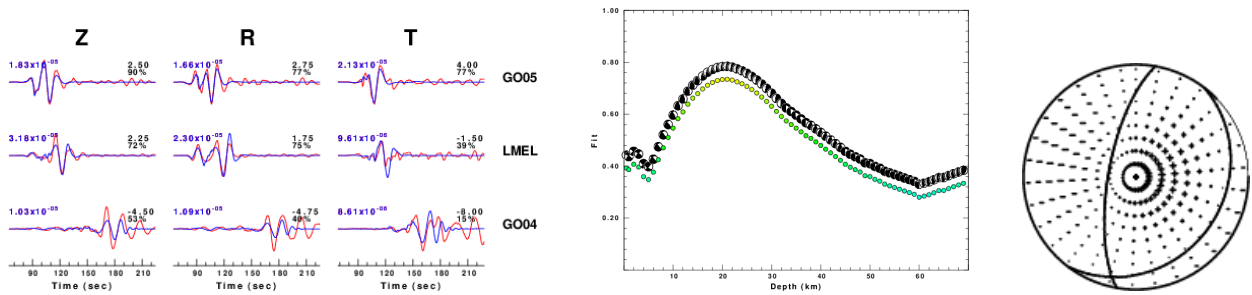 Z R T
1.83x10-05 2.50 90% 1.66x10-05 2.75 77% 2.13x10-05 4.00 77% GO05
3.18x10-05 2.25 72% 2.30x10-05 1.75 75% 9.61x10-06 -1.50 39% LMEL
1.03x10-05 -4.50 53% 1.09x10-05 -4.75 40% 8.61x10-06 -8.00 15% GO04
90 120 150 180 210 90 120 150 180 210 90 120 150 180 210
Time (sec) Time (sec) Time (sec)
1.00
0.80
0.60
0.40
0.20
Fit
10 20 30 40 50 60
Depth (km)